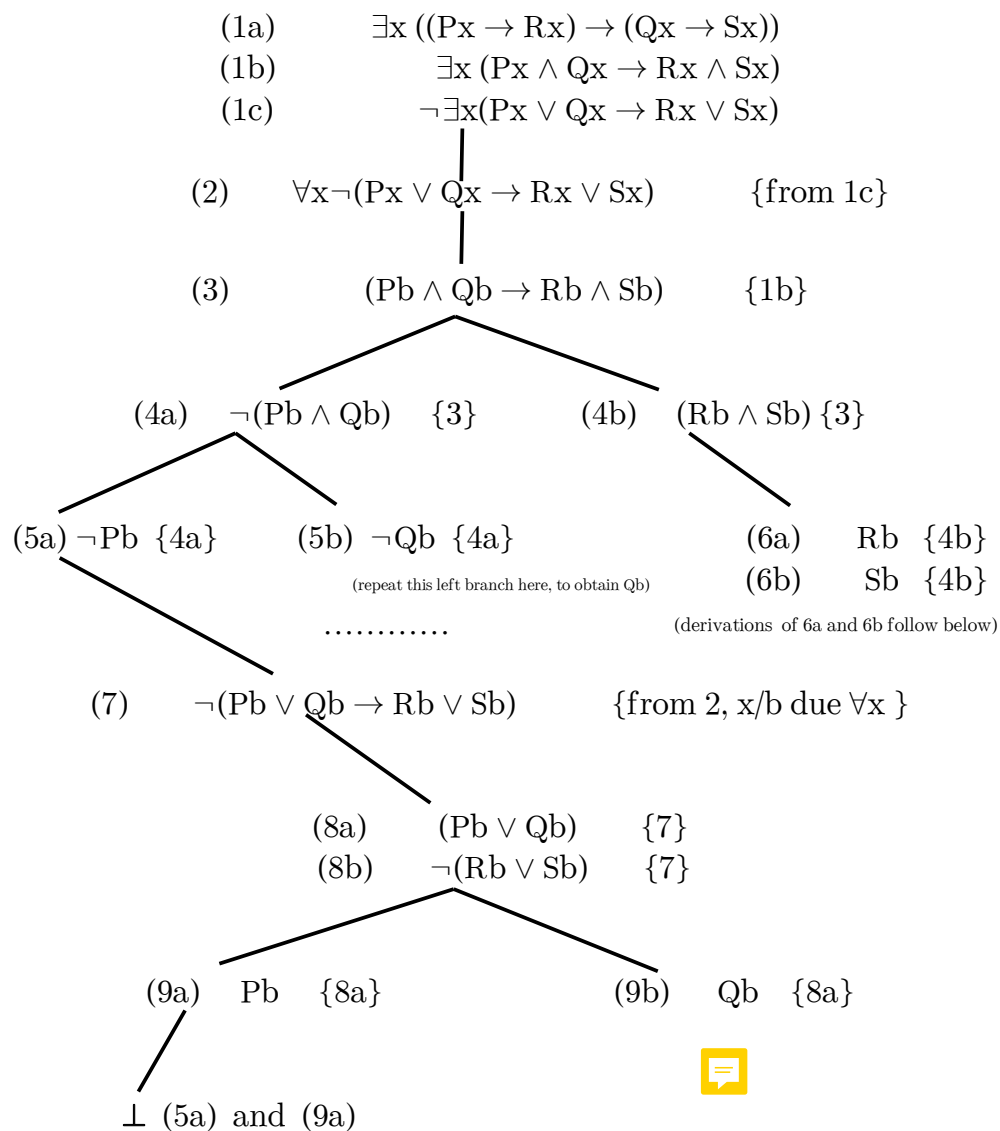 (1a) ∃x ((Px → Rx) → (Qx → Sx))
(1b) ∃x (Px ∧ Qx → Rx ∧ Sx)
(1c) ¬∃x(Px ∨ Qx → Rx ∨ Sx)
(2) ∀x¬(Px ∨ Qx → Rx ∨ Sx) {from 1c}
(3) (Pb ∧ Qb → Rb ∧ Sb) {1b}
(4a) ¬(Pb ∧ Qb) {3} (4b) (Rb ∧ Sb) {3}
(5a) ¬Pb {4a} (5b) ¬Qb {4a} (6a) Rb {4b}
(repeat this left branch here, to obtain Qb) (6b) Sb {4b}
............ (derivations of 6a and 6b follow below)
(7) ¬(Pb ∨ Qb → Rb ∨ Sb) {from 2, x/b due ∀x }
(8a) (Pb ∨ Qb) {7}
(8b) ¬(Rb ∨ Sb) {7}
(9a) Pb {8a} (9b) Qb {8a}
⊥ (5a) and (9a)